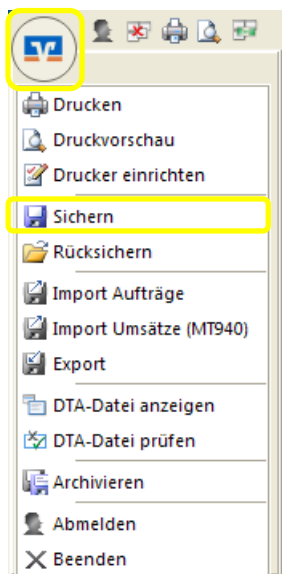 Drucken
Druckvorschau
Drucker einrichten
Sichern
Rücksichern
Import Aufträge
Import Umsätze (MT940)
Export
DTA-Datei anzeigen
DTA-Datei prüfen
Archivieren
Abmelden
Beenden